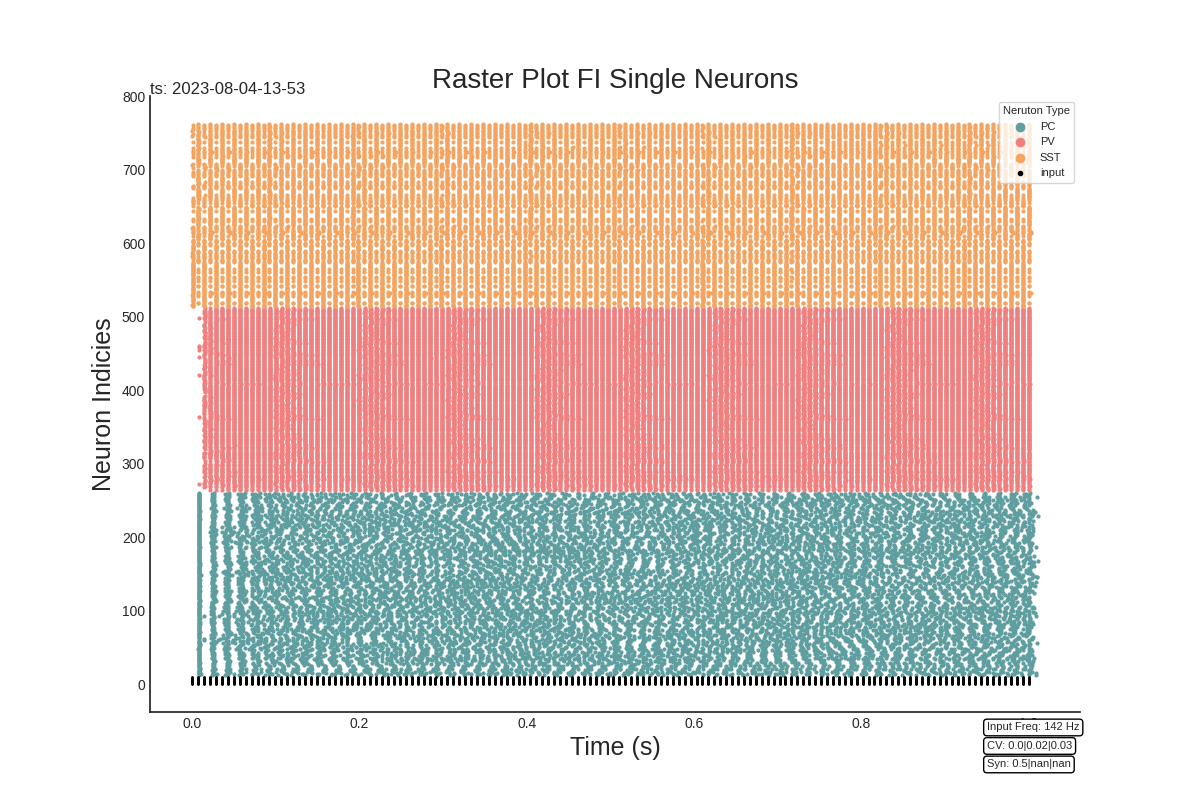 Raster Plot FI Single Neurons
ts: 2023-08-04-13-53
Neruton Type
PC
PV
SST
input
800
700
600
500
400
300
200
100
0
Neuron Indicies
0.0 0.2 0.4 0.6 0.8
Time (s)
Input Freq: 142 Hz
CV: 0.0|0.02|0.03
Syn: 0.5|nan|nan